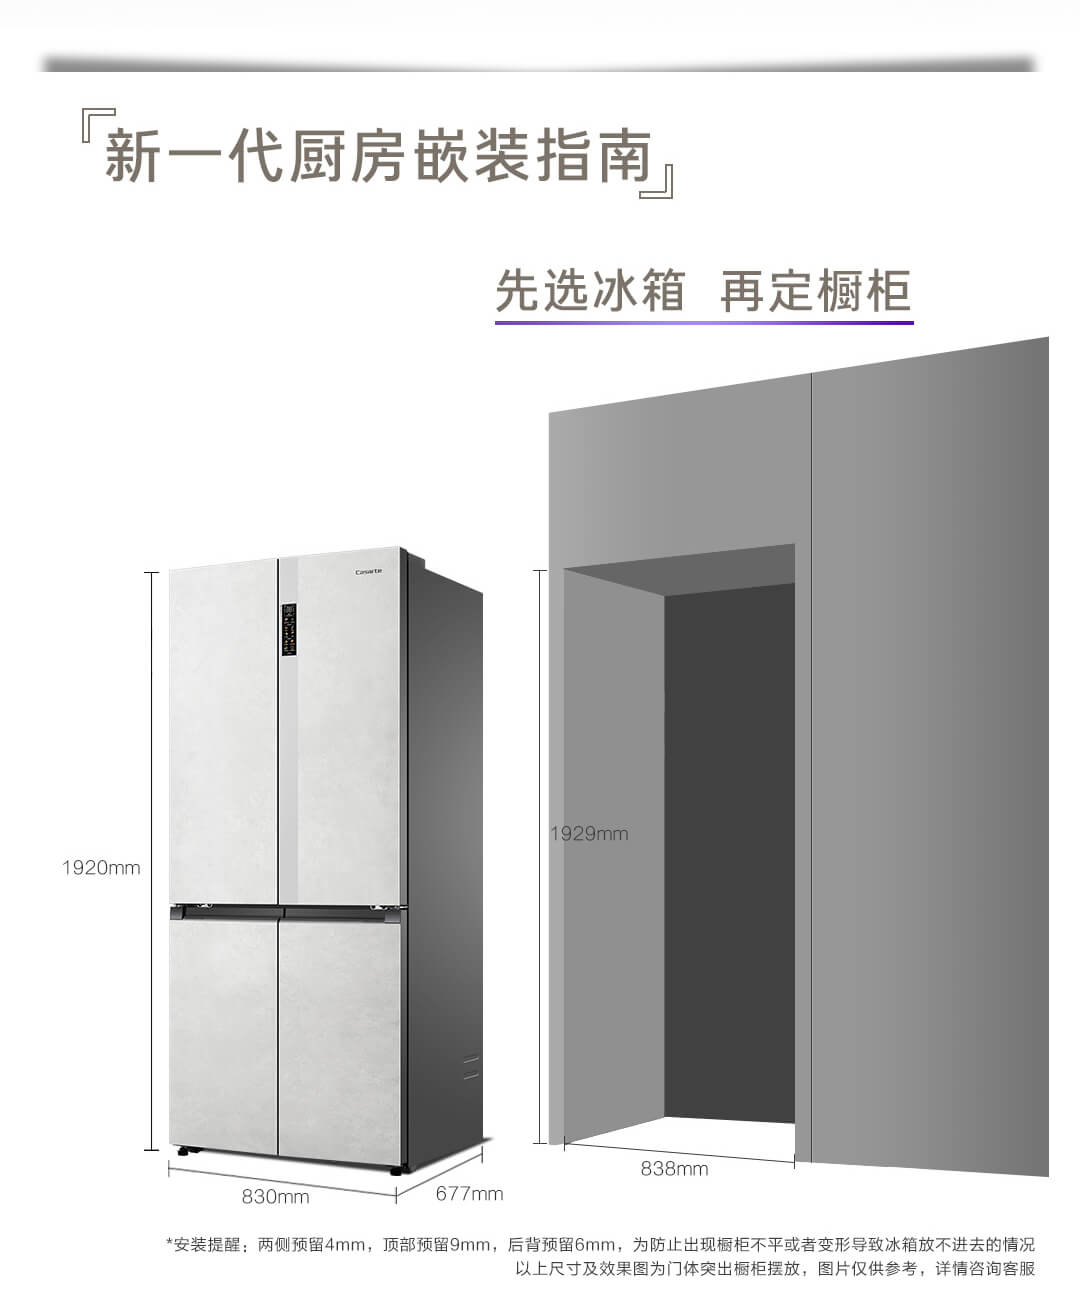 『新一代厨房嵌装指南』
先选冰箱 再定橱柜
Casarte
1929mm
1920mm
838mm
830mm
677mm
*安装提醒：两侧预留4mm，顶部预留9mm，后背预留6mm，为防止出现橱柜不平或者变形导致冰箱放不进去的情况
以上尺寸及效果图为门体突出橱柜摆放，图片仅供参考，详情咨询客服